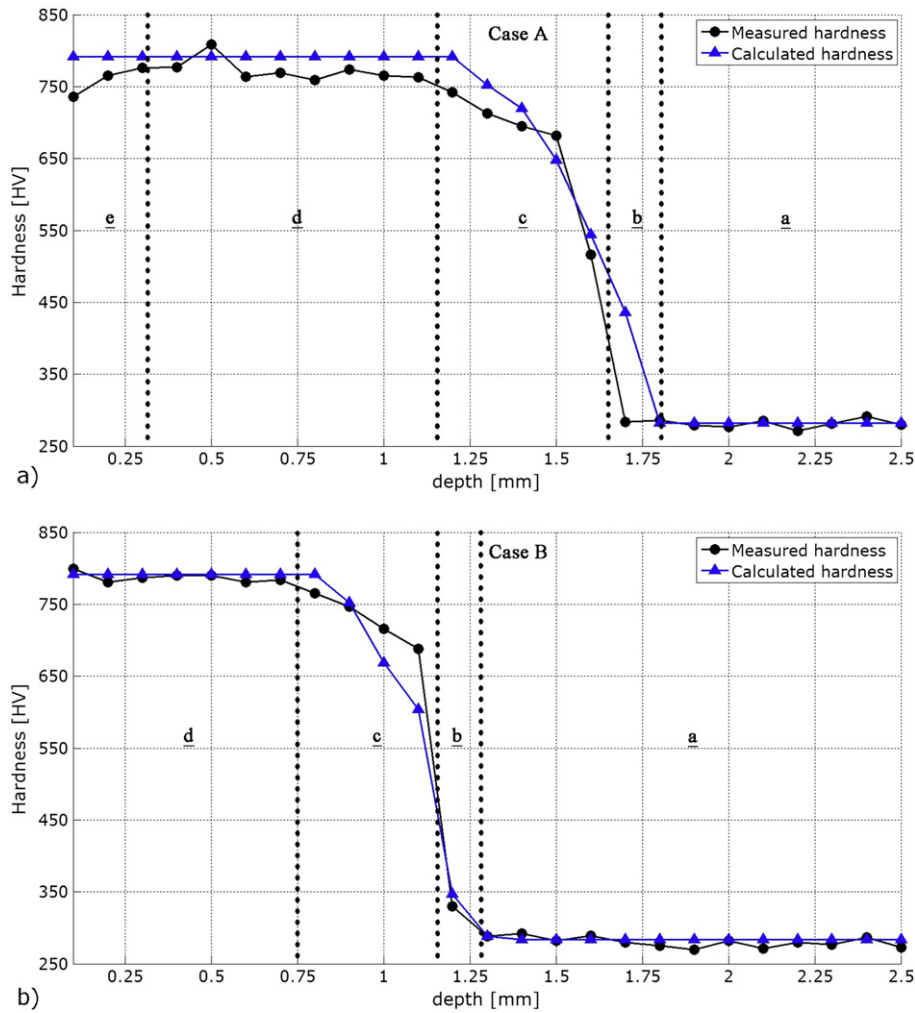 850
Case A
Measured hardness
Calculated hardness
750
650
Hardness [HV]
e
d
c
b
a
550
450
350
250
0.25 0.5 0.75 1 1.25 1.5 1.75 2 2.25 2.5
a)
depth [mm]
850
Case B
Measured hardness
Calculated hardness
750
650
Hardness [HV]
d
c
b
a
550
450
350
250
0.25 0.5 0.75 1 1.25 1.5 1.75 2 2.25 2.5
b)
depth [mm]